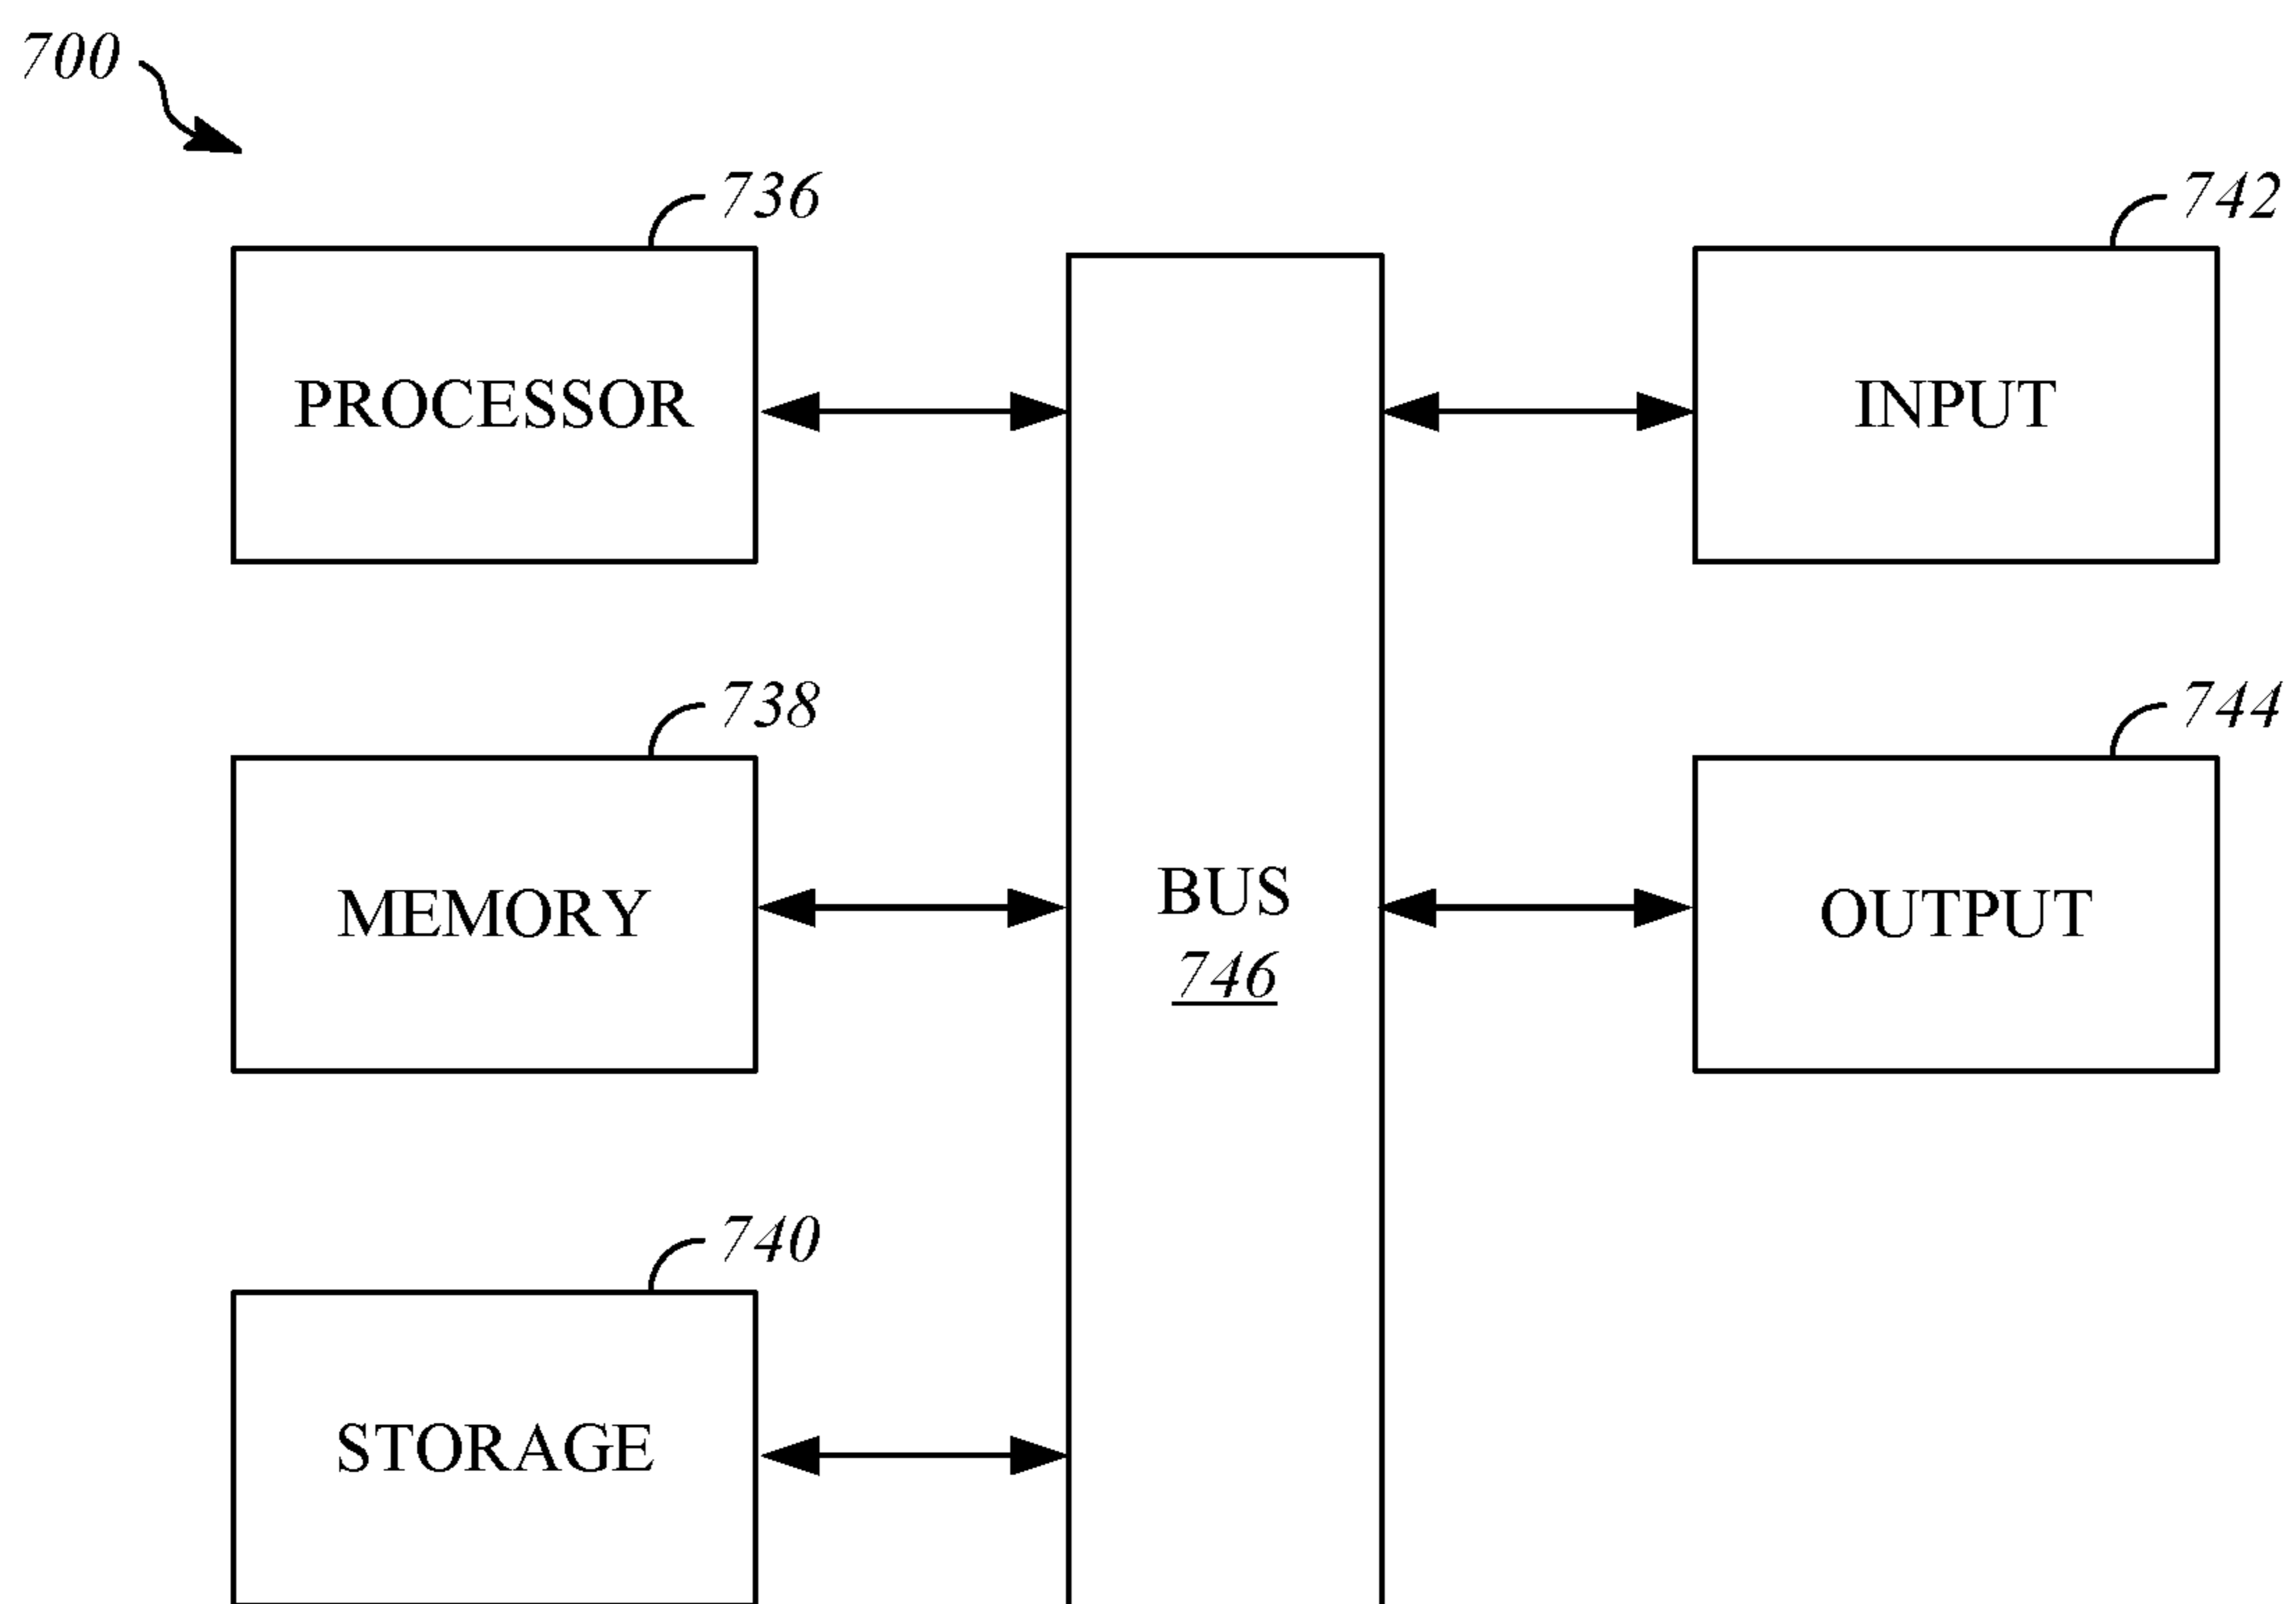 700
736
742
PROCESSOR
INPUT
738
744
MEMORY
BUS
746
OUTPUT
740
STORAGE